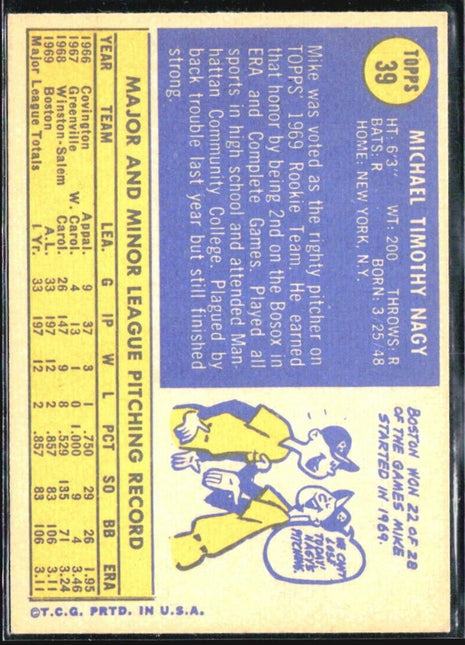 TOPPS
39
MICHAEL TIMOTHY NAGY
HT: 6'3" WT: 200 THROWS: R
BATS: R BORN: 3/25/48
HOME: NEW YORK, N.Y.
Mike was voted as the righty pitcher on
TOPPS' 1969 Rookie Team. He earned
that honor by being 2nd on the Bosox in
ERA and Complete Games. Played all
sports in high school and attended Man-
hattan Community College. Plagued by
back trouble last year but still finished
strong.
BOSTON WON 22 OF 28
OF THE GAMES MIKE
STARTED IN 1969.
WE CAN'T
LOSE
TODAY!
NAGY'S
PITCHING.
MAJOR AND MINOR LEAGUE PITCHING RECORD
YEAR TEAM LEA. G IP W L PCT SO BB ERA
1966 Covington Appal. 9 37 3 1 .750 29 26 1.95
1967 Greenville W. Carol. 4 13 1 0 1.000 9 4 3.46
1968 Winston-Salem Carol. 26 147 9 8 .529 135 71 3.24
1969 Boston A.L. 33 197 12 2 .857 83 106 3.11
Major League Totals 1 Yr. 33 197 12 2 .857 83 106 3.11
©T.C.G. PRTD. IN U.S.A.